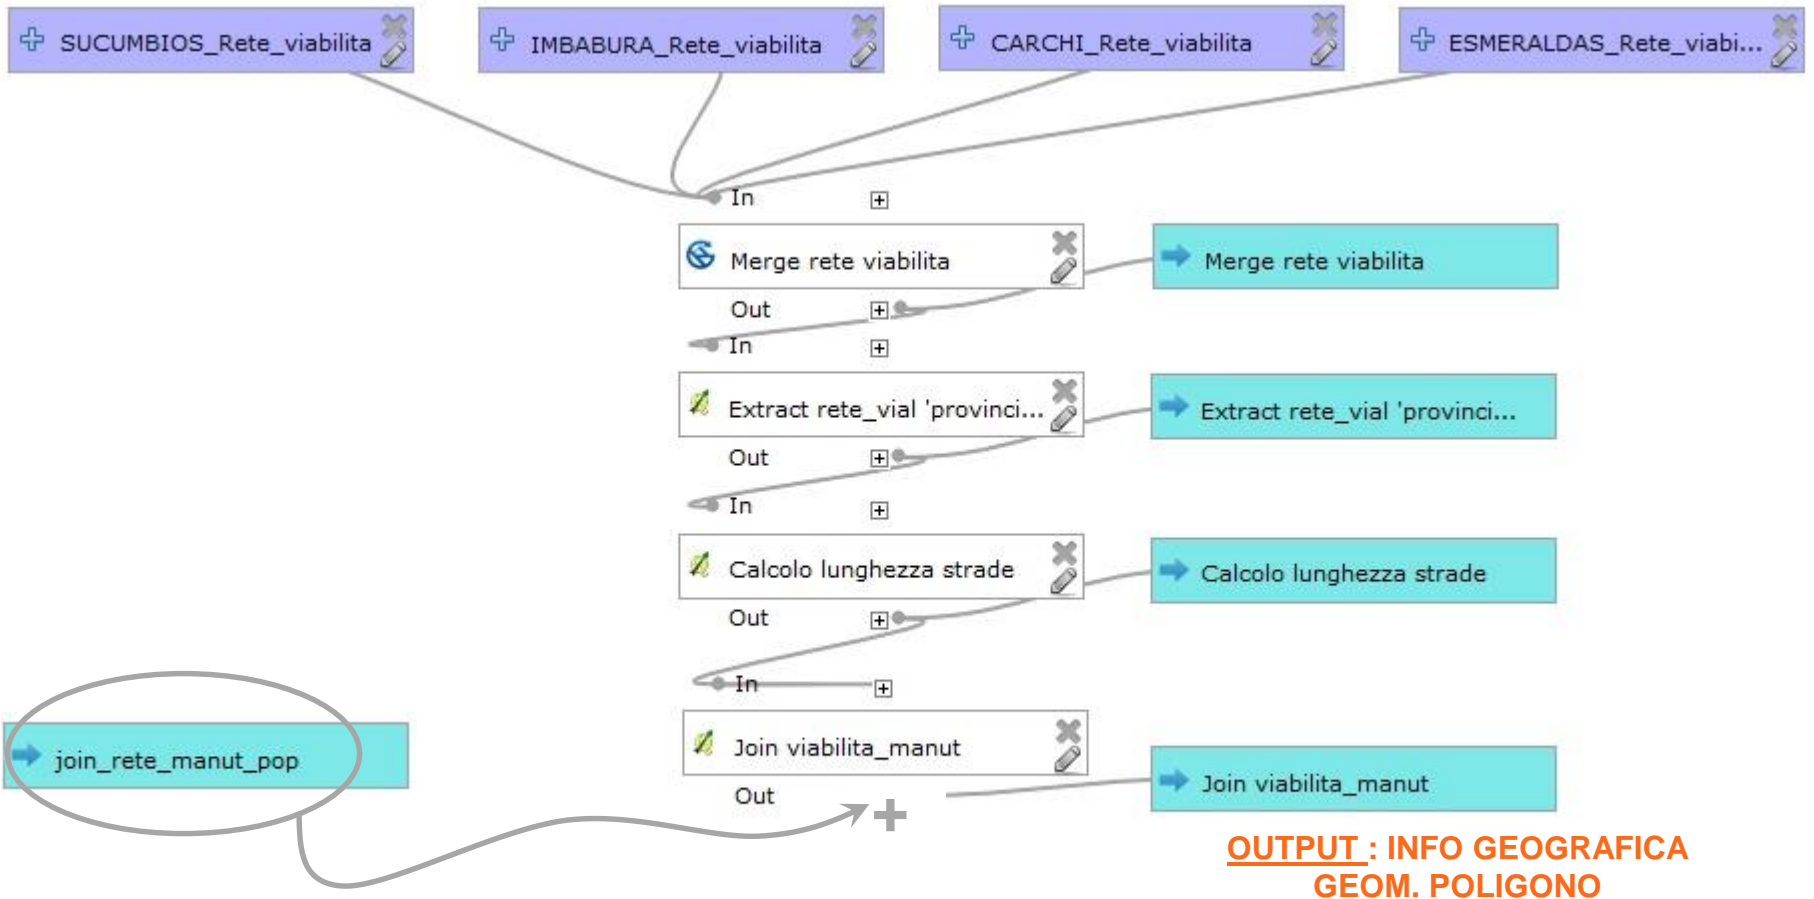 SUCUMBIOS_Rete_viabilita
IMBABURA_Rete_viabilita
CARCHI_Rete_viabilita
ESMERALDAS_Rete_viabi...
In
Merge rete viabilita
Merge rete viabilita
Out
In
Extract rete_vial 'provinci...
Extract rete_vial 'provinci...
Out
In
Calcolo lunghezza strade
Calcolo lunghezza strade
Out
In
join_rete_manut_pop
Join viabilita_manut
Join viabilita_manut
Out
OUTPUT : INFO GEOGRAFICA
GEOM. POLIGONO